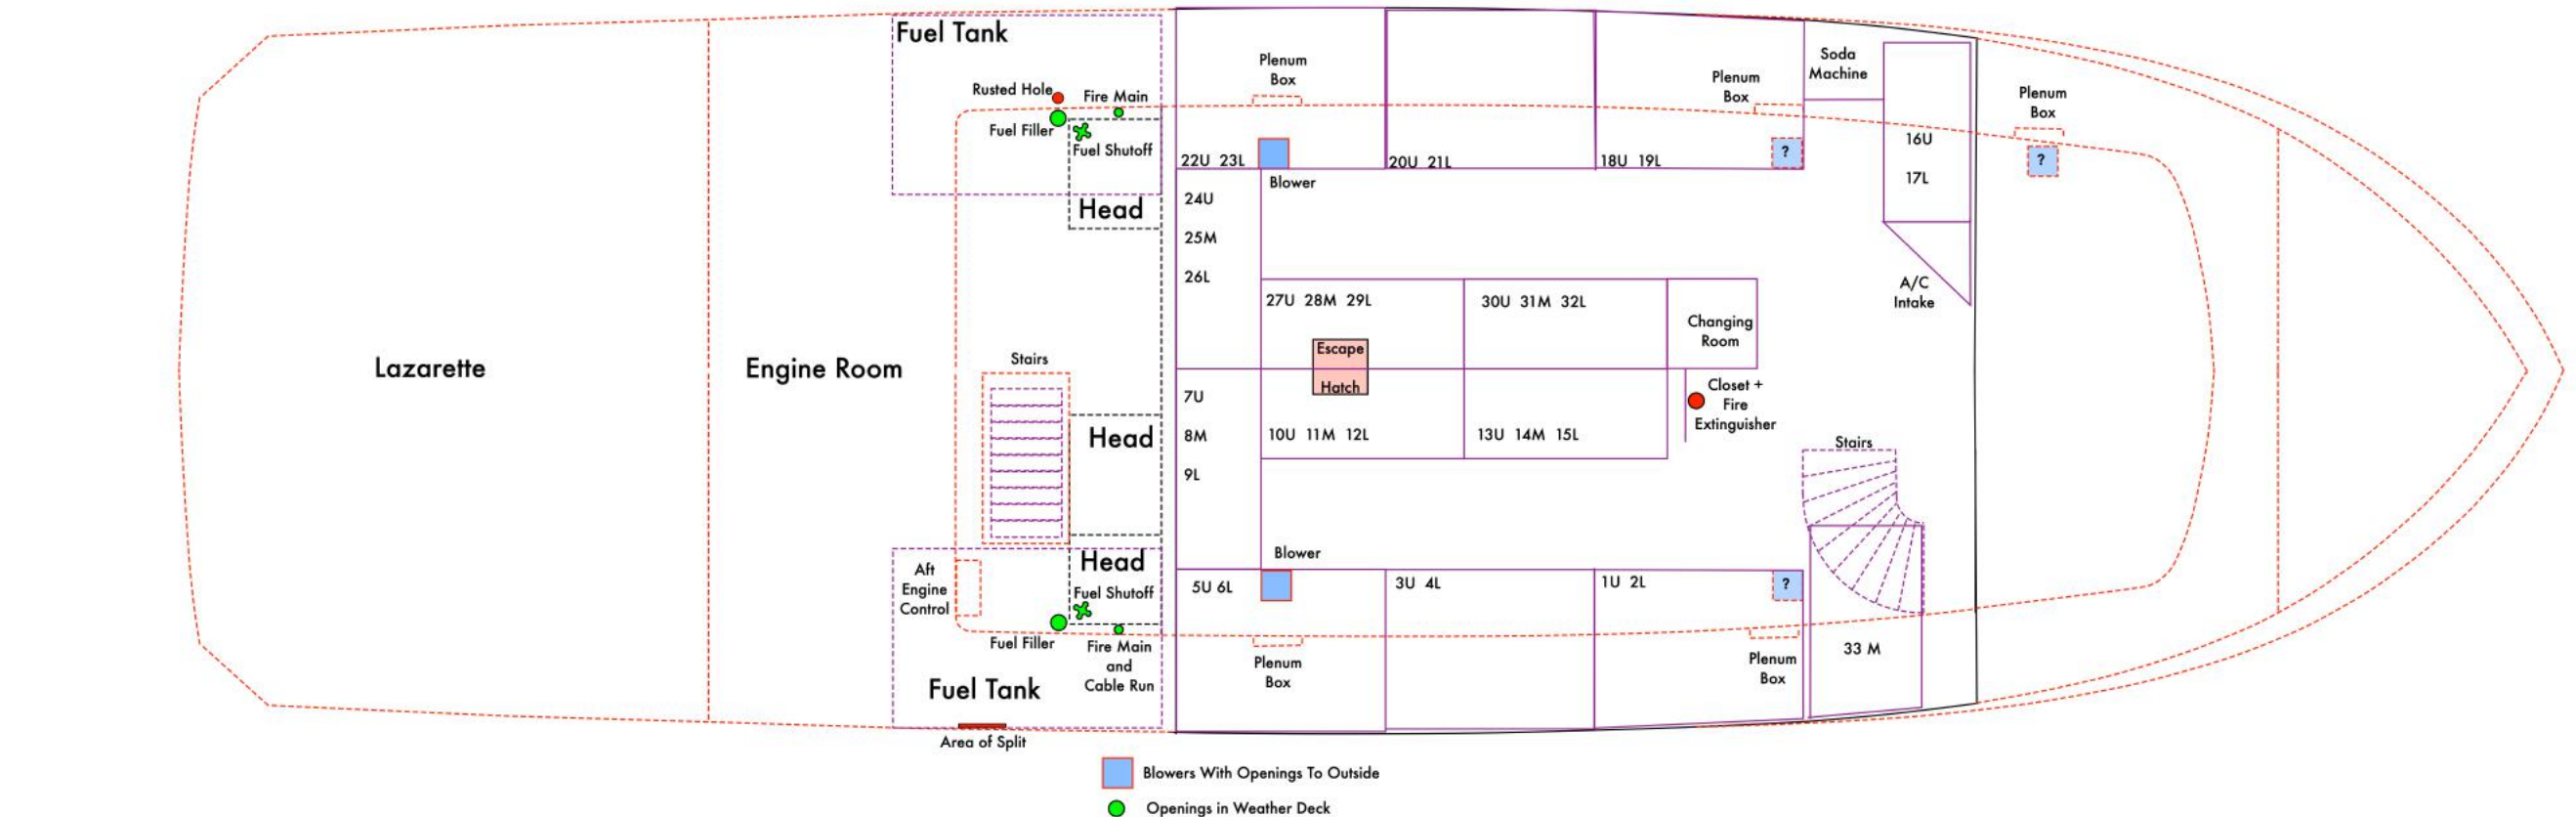 Fuel Tank
Rusted Hole
Fire Main
Fuel Filler
Fuel Shutoff
Head
Plenum
Box
22U 23L
Blower
20U 21L
Plenum
Box
18U 19L
?
Soda
Machine
16U
17L
A/C
Intake
Plenum
Box
?
24U
25M
26L
27U 28M 29L
30U 31M 32L
Changing
Room
Escape
Hatch
Lazarette
Engine Room
Stairs
Head
7U
8M
9L
10U 11M 12L
13U 14M 15L
Closet +
Fire
Extinguisher
Stairs
Aft
Engine
Control
Head
Fuel Shutoff
Fuel Filler
Fire Main
and
Cable Run
Fuel Tank
Area of Split
Blower
5U 6L
3U 4L
1U 2L
?
Plenum
Box
Plenum
Box
33 M
Blowers With Openings To Outside
Openings in Weather Deck